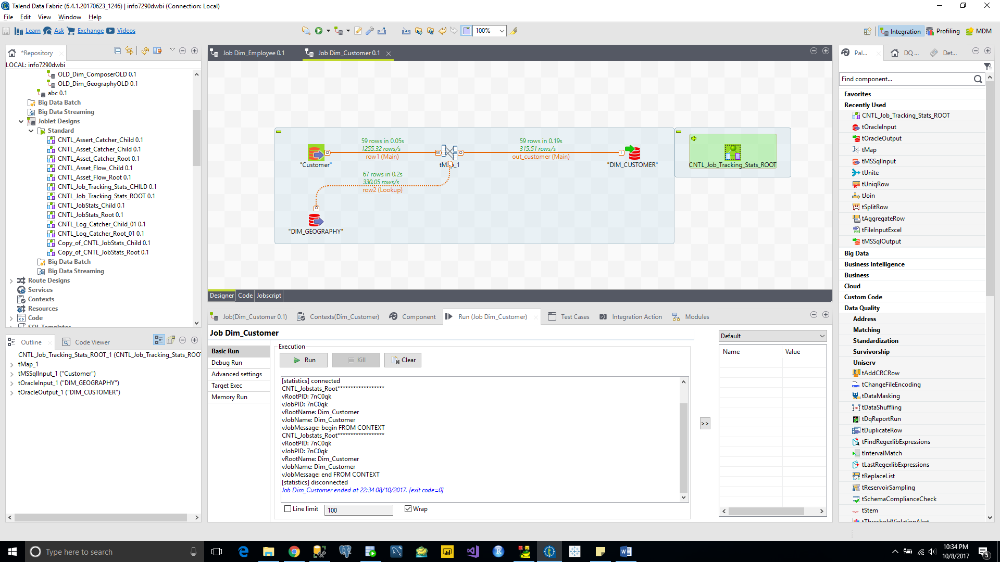 Talend Data Fabric (6.4.1.20170623_1246) | info7290dwbi (Connection: Local)
File Edit View Window Help
Learn Ask Exchange Videos
100%
Integration Profiling MDM
*Repository
LOCAL: info7290dwbi
OLD_Dim_ComposerOLD 0.1
OLD_Dim_GeographyOLD 0.1
abc 0.1
Big Data Batch
Big Data Streaming
Joblet Designs
Standard
CNTL_Assert_Catcher_Child 0.1
CNTL_Asset_Catcher_Child 0.1
CNTL_Asset_Catcher_Root 0.1
CNTL_Asset_Flow_Child 0.1
CNTL_Asset_Flow_Root 0.1
CNTL_Job_Tracking_Stats_CHILD 0.1
CNTL_Job_Tracking_Stats_ROOT 0.1
CNTL_JobStats_Child 0.1
CNTL_JobStats_Root 0.1
CNTL_Log_Catcher_Child_01 0.1
CNTL_Log_Catcher_Root_01 0.1
Copy_of_CNTL_JobStats_Child 0.1
Copy_of_CNTL_JobStats_Root 0.1
Big Data Batch
Big Data Streaming
Route Designs
Services
Contexts
Resources
Code
SQL Templates
Outline Code Viewer
CNTL_Job_Tracking_Stats_ROOT_1 (CNTL_Job_Tracking_Stats_ROO
tMap_1
tMSSqlInput_1 ("Customer")
tOracleInput_1 ("DIM_GEOGRAPHY")
tOracleOutput_1 ("DIM_CUSTOMER")
Job Dim_Employee 0.1 Job Dim_Customer 0.1
59 rows in 0.05s
1255.32 rows/s
row1 (Main)
59 rows in 0.19s
315.51 rows/s
out_customer (Main)
"Customer"
"DIM_CUSTOMER"
CNTL_Job_Tracking_Stats_ROOT
67 rows in 0.2s
330.05 rows/s
row2 (Lookup)
"DIM_GEOGRAPHY"
Designer Code Jobscript
Job(Dim_Customer 0.1) Contexts(Dim_Customer) Component Run (Job Dim_Customer) Test Cases Integration Action Modules
Job Dim_Customer
Basic Run
Debug Run
Advanced settings
Target Exec
Memory Run
Execution
Run Kill Clear
[statistics] connected
CNTL_Jobstats_Root******************
vRootPID: 7nC0qk
vJobPID: 7nC0qk
vRootName: Dim_Customer
vJobName: Dim_Customer
vJobMessage: begin FROM CONTEXT
CNTL_Jobstats_Root******************
vRootPID: 7nC0qk
vJobPID: 7nC0qk
vRootName: Dim_Customer
vJobName: Dim_Customer
vJobMessage: end FROM CONTEXT
[statistics] disconnected
Job Dim_Customer ended at 22:34 08/10/2017. [exit code=0]
Line limit 100 Wrap
>>
Default
Name Value
Pal... DQ ... Det...
Find component...
Favorites
Recently Used
CNTL_Job_Tracking_Stats_ROOT
tOracleInput
tOracleOutput
tMap
tMSSqlInput
tUnite
tUniqRow
tJoin
tSplitRow
tAggregateRow
tFileInputExcel
tMSSqlOutput
Big Data
Business Intelligence
Business
Cloud
Custom Code
Data Quality
Address
Matching
Standardization
Survivorship
Uniserv
tAddCRCRow
tChangeFileEncoding
tDataMasking
tDataShuffling
tDqReportRun
tDuplicateRow
tFindRegexlibExpressions
tIntervalMatch
tLastRegexlibExpressions
tReplaceList
tReservoirSampling
tSchemaComplianceCheck
tStem
tThresholdViolationAlert
Type here to search
10:34 PM
10/8/2017
5